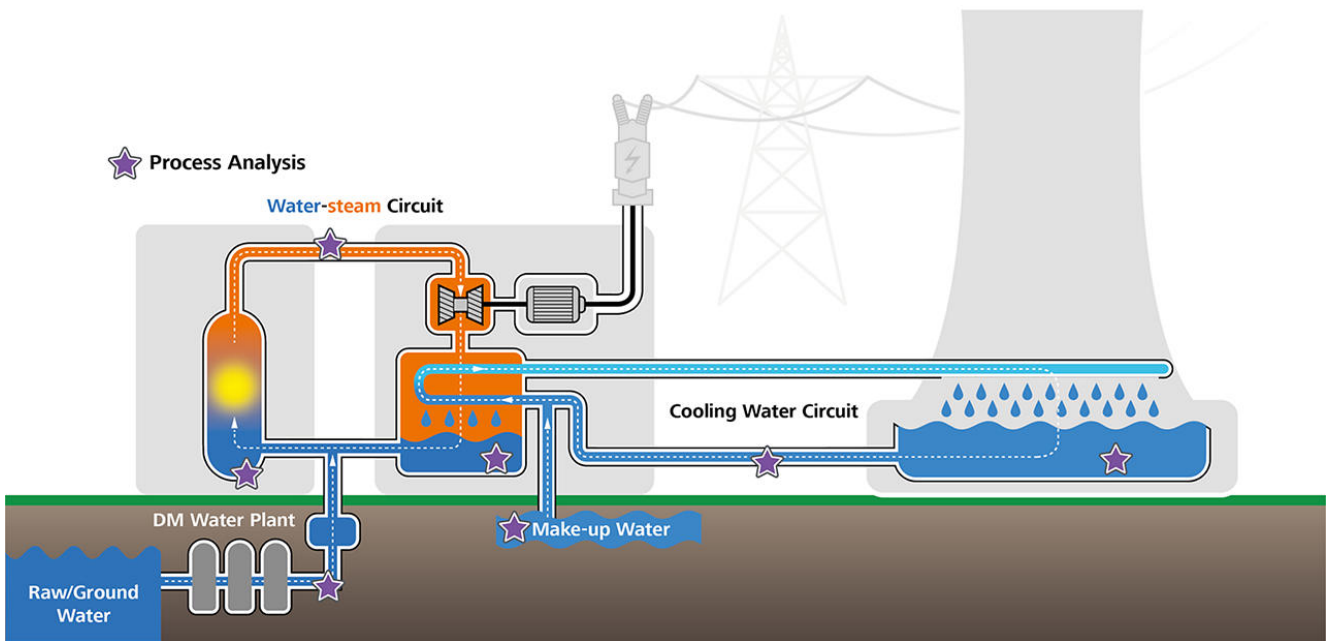 Process Analysis
Water-steam Circuit
Cooling Water Circuit
DM Water Plant
Make-up Water
Raw/Ground
Water